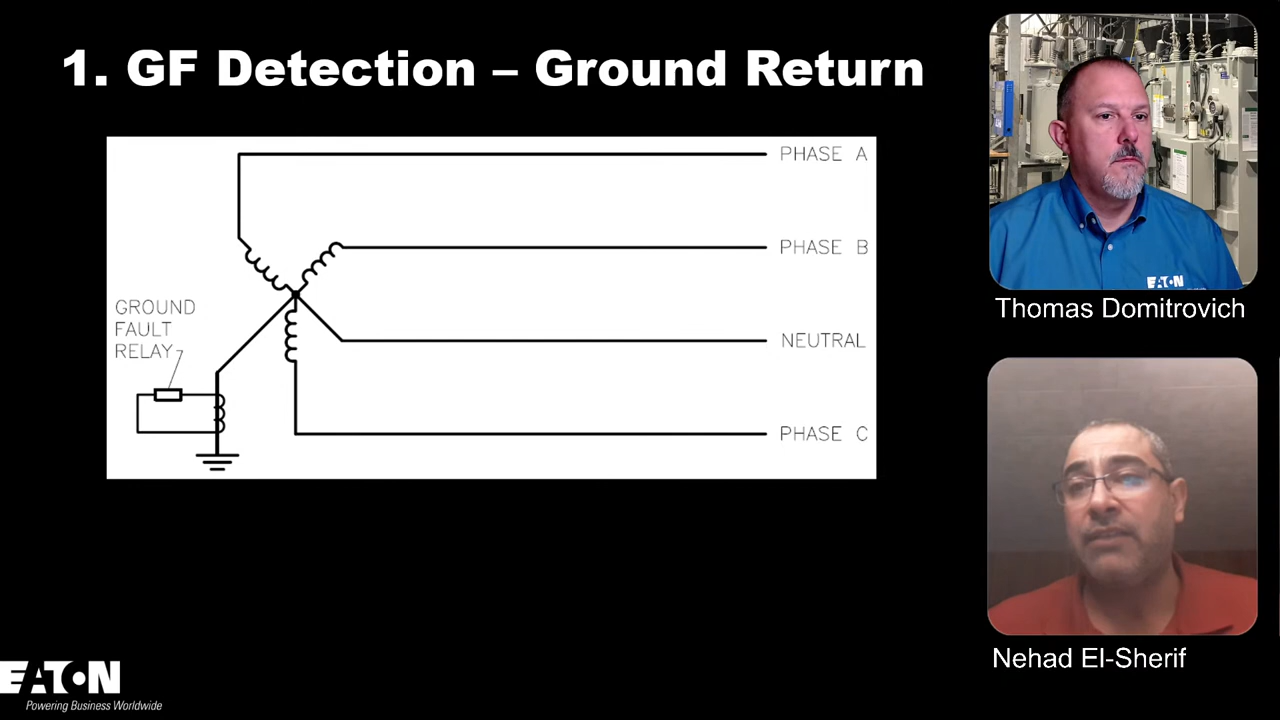 1. GF Detection – Ground Return
PHASE A
PHASE B
GROUND
FAULT
RELAY
NEUTRAL
PHASE C
EATON
Thomas Domitrovich
Nehad El-Sherif
EATON
Powering Business Worldwide